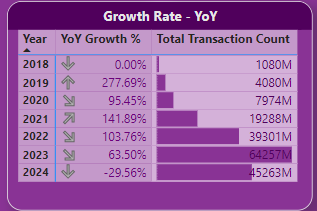 Growth Rate - YoY
Year YoY Growth % Total Transaction Count
2018 0.00% 1080M
2019 277.69% 4080M
2020 95.45% 7974M
2021 141.89% 19288M
2022 103.76% 39301M
2023 63.50% 64257M
2024 -29.56% 45263M